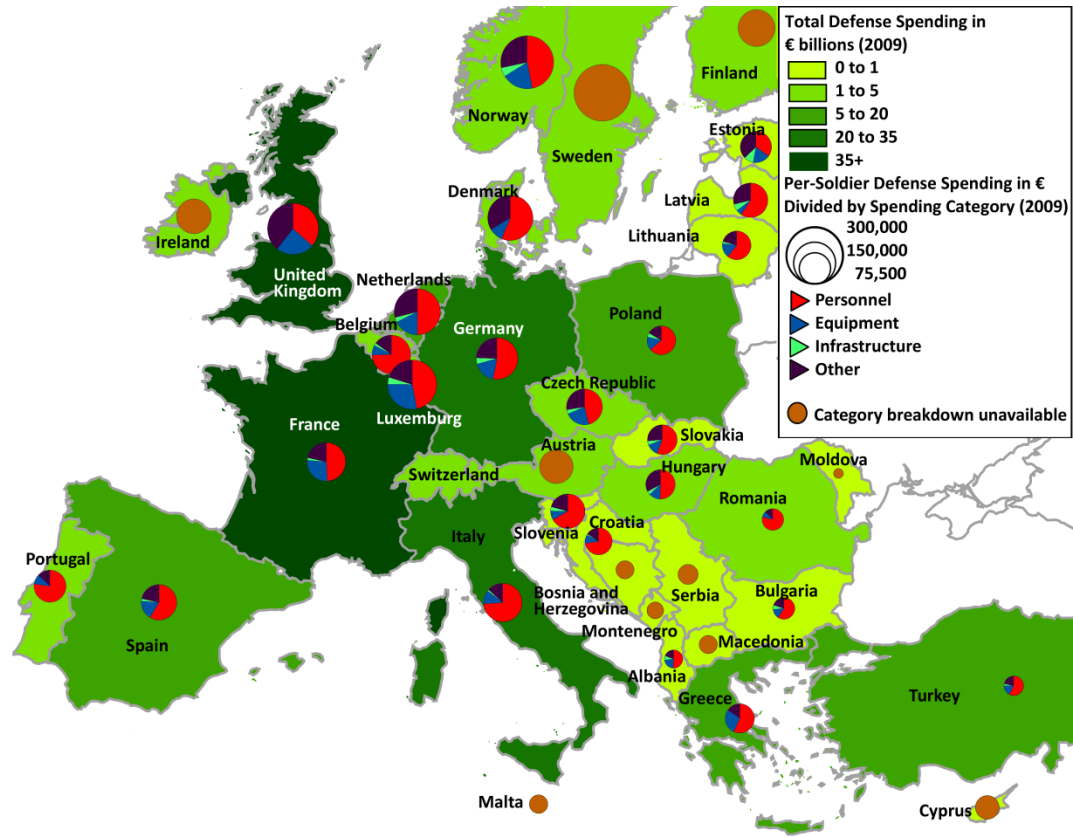 Total Defense Spending in
€ billions (2009)
0 to 1
1 to 5
5 to 20
20 to 35
35+
Per-Soldier Defense Spending in €
Divided by Spending Category (2009)
300,000
150,000
75,500
Personnel
Equipment
Infrastructure
Other
Category breakdown unavailable
Finland
Norway
Estonia
Sweden
Denmark
Latvia
Lithuania
Ireland
United
Kingdom
Netherlands
Belgium
Germany
Poland
Luxemburg
Czech Republic
France
Slovakia
Austria
Moldova
Switzerland
Hungary
Romania
Italy
Slovenia
Croatia
Portugal
Spain
Bosnia and
Herzegovina
Serbia
Bulgaria
Montenegro
Macedonia
Albania
Greece
Turkey
Malta
Cyprus